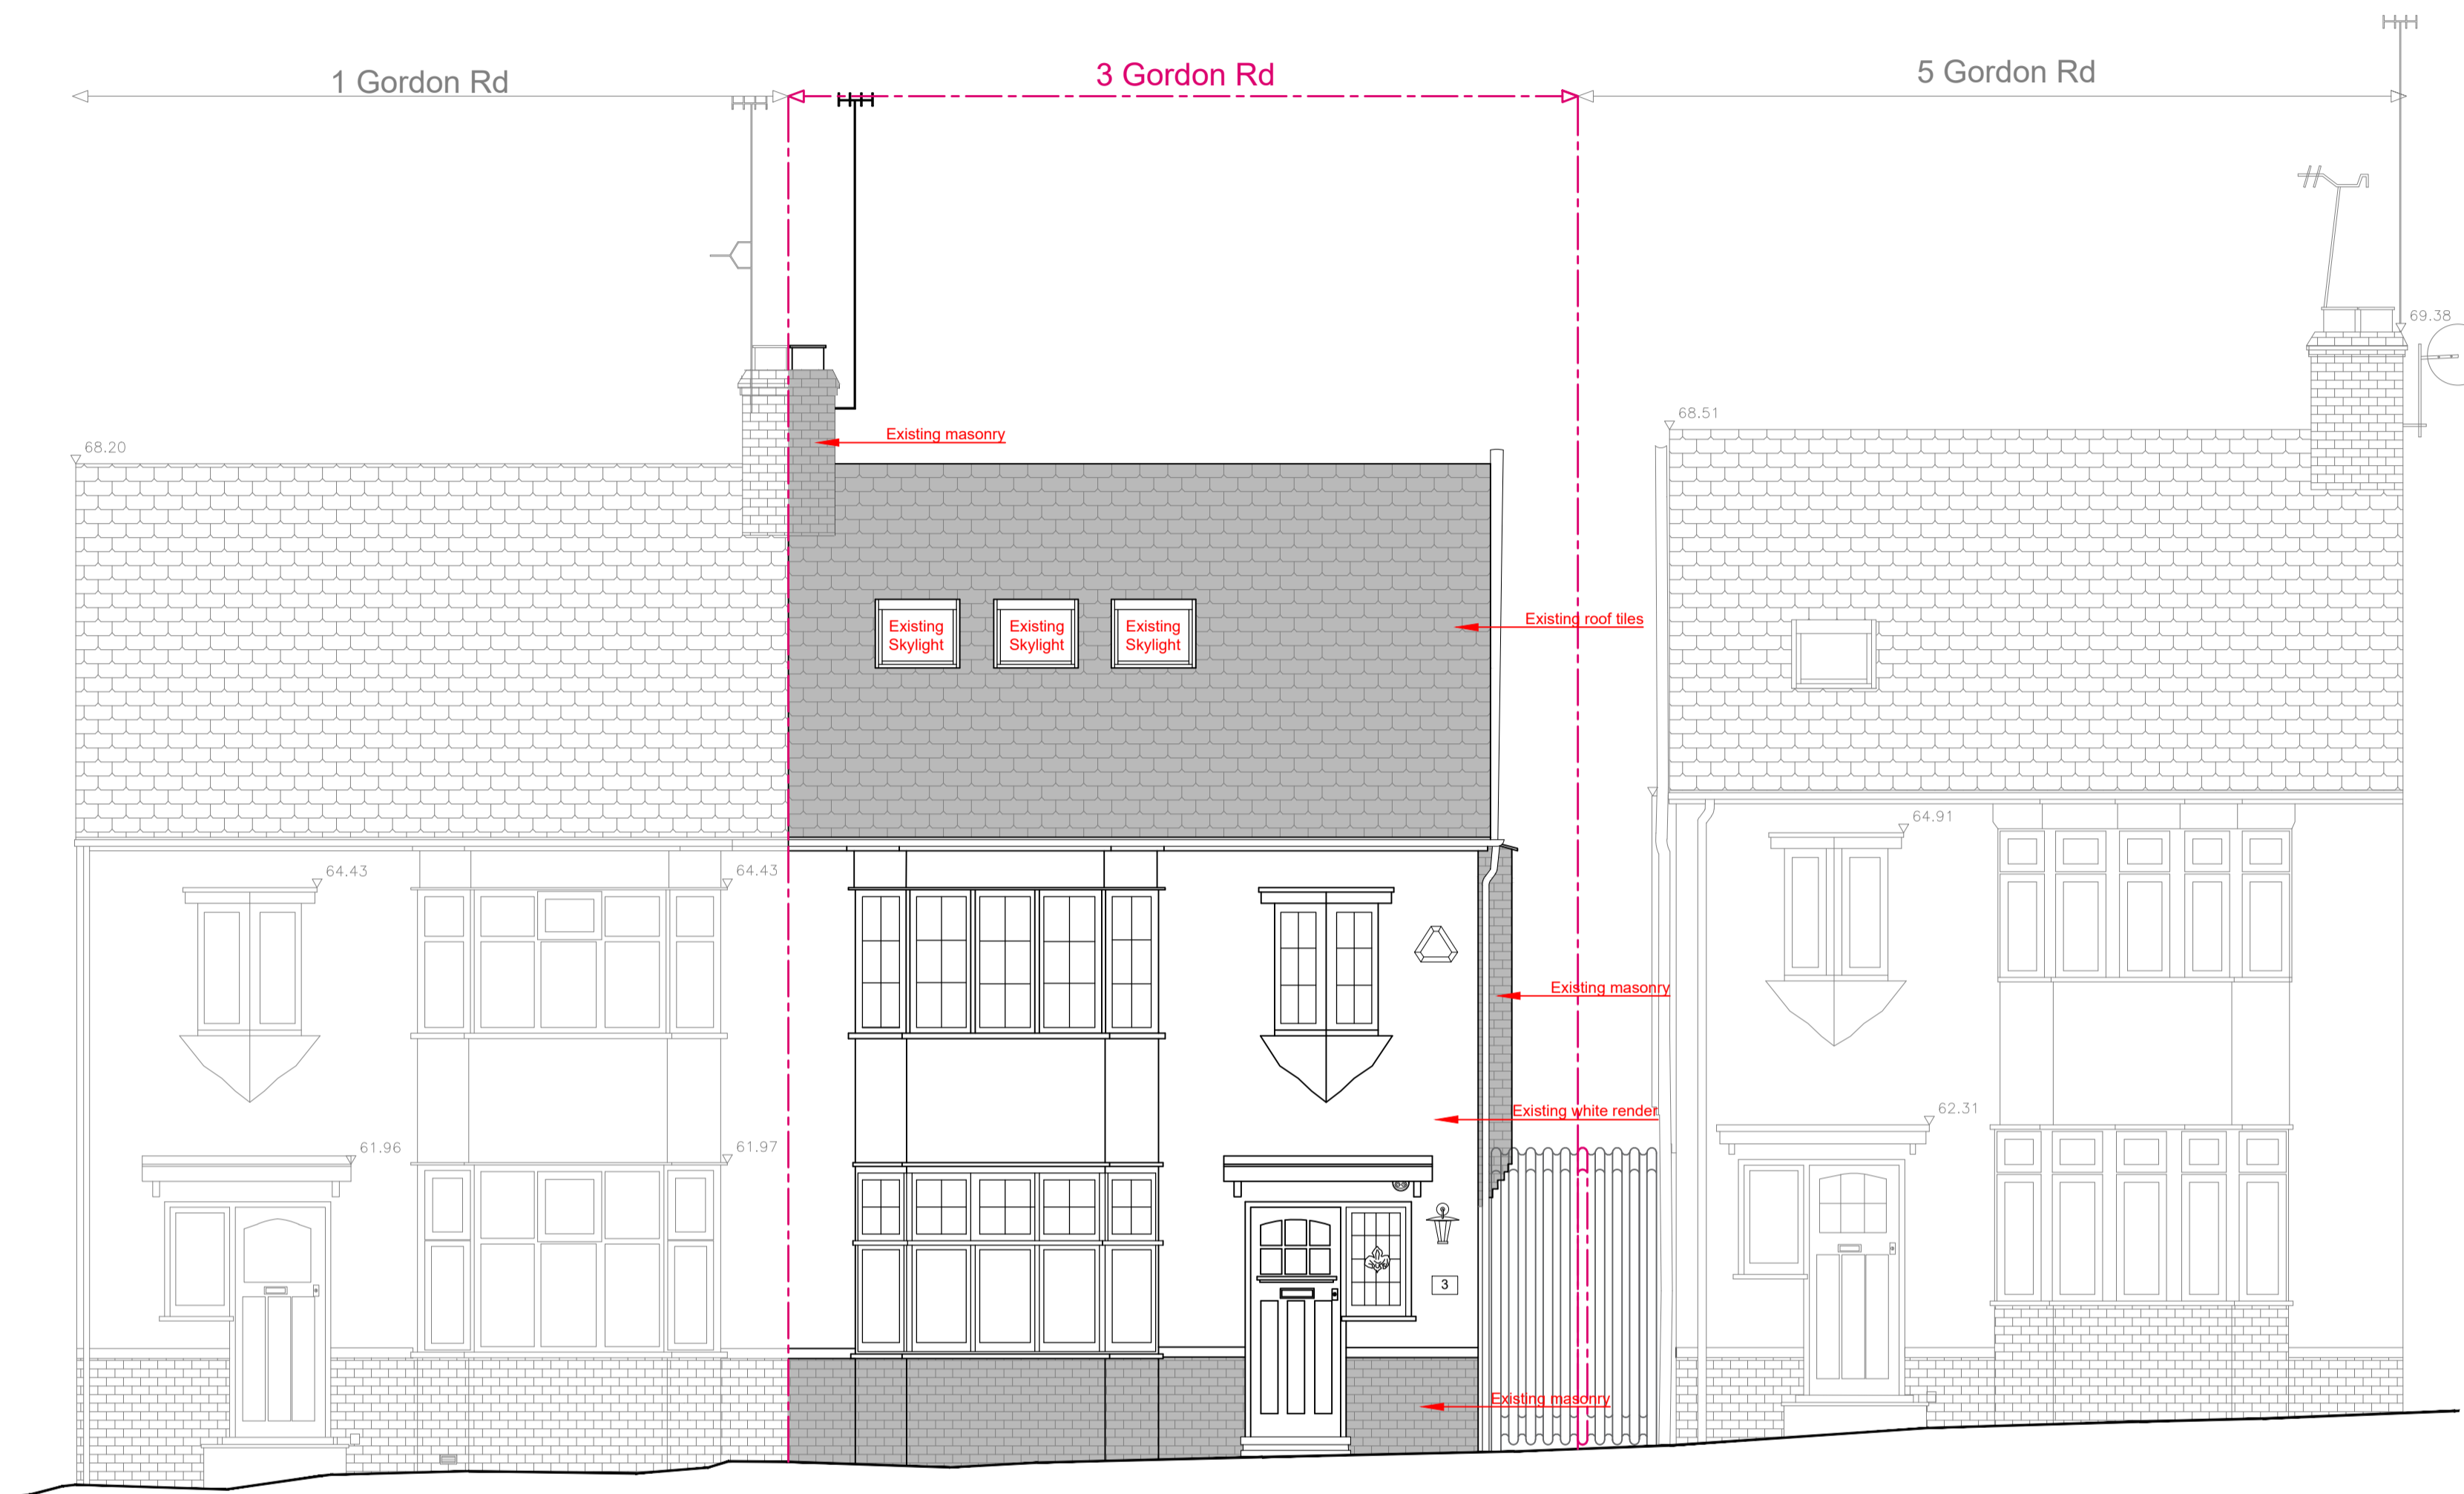 1 Gordon Rd
3 Gordon Rd
5 Gordon Rd
69.38
68.51
Existing masonry
68.20
Existing roof tiles
Existing
Skylight
Existing
Skylight
Existing
Skylight
64.91
64.43
64.43
Existing masonry
Existing white render
62.31
61.96
61.97
3
Existing masonry